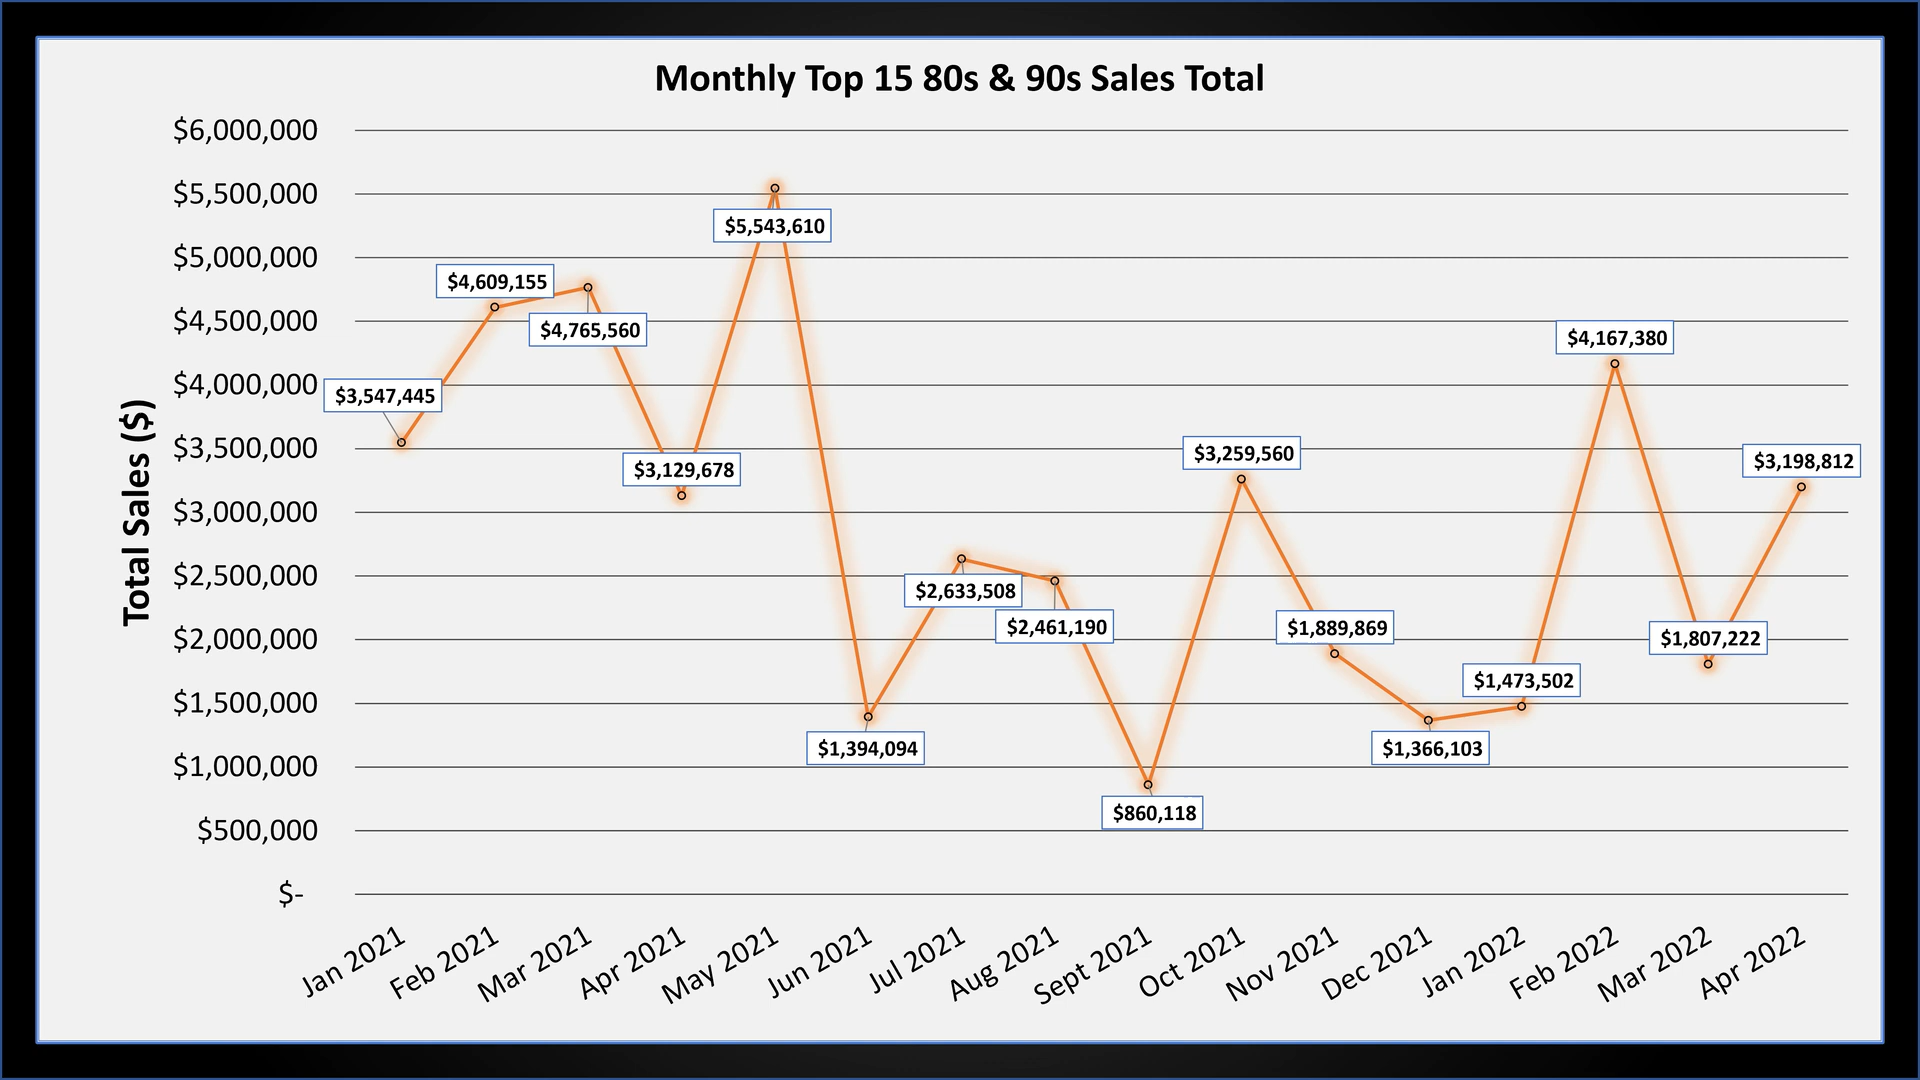 Monthly Top 15 80s & 90s Sales Total
Total Sales ($)
$6,000,000
$5,500,000
$5,000,000
$4,500,000
$4,000,000
$3,500,000
$3,000,000
$2,500,000
$2,000,000
$1,500,000
$1,000,000
$500,000
$-
$3,547,445
$4,609,155
$4,765,560
$3,129,678
$5,543,610
$1,394,094
$2,633,508
$2,461,190
$860,118
$3,259,560
$1,889,869
$1,366,103
$1,473,502
$4,167,380
$1,807,222
$3,198,812
Jan 2021
Feb 2021
Mar 2021
Apr 2021
May 2021
Jun 2021
Jul 2021
Aug 2021
Sept 2021
Oct 2021
Nov 2021
Dec 2021
Jan 2022
Feb 2022
Mar 2022
Apr 2022